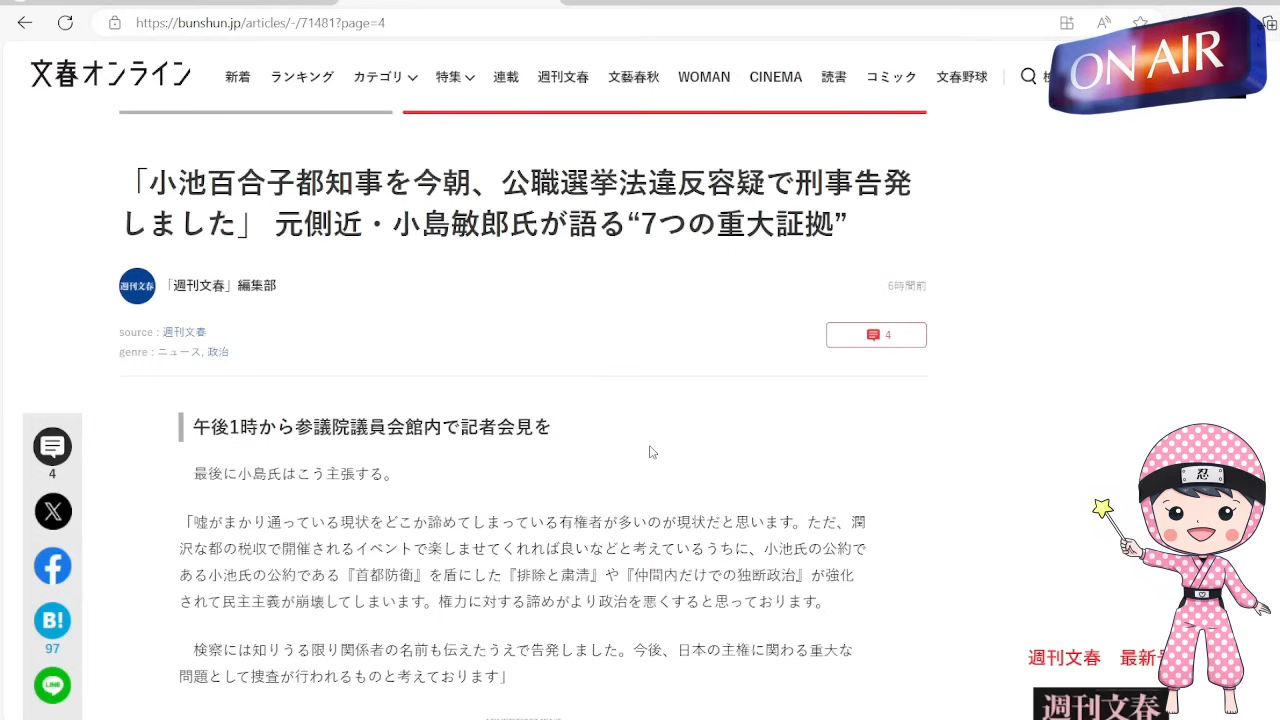 https://bunshun.jp/articles/-/71481?page=4
ON AIR
文春オンライン
新着 ランキング カテゴリ 特集 連載 週刊文春 文藝春秋 WOMAN CINEMA 読書 コミック 文春野球
「小池百合子都知事を今朝、公職選挙法違反容疑で刑事告発
しました」 元側近・小島敏郎氏が語る“7つの重大証拠”
週刊文春
「週刊文春」編集部
6時間前
source : 週刊文春
genre : ニュース, 政治
4
午後1時から参議院議員会館内で記者会見を
4
最後に小島氏はこう主張する。
「嘘がまかり通っている現状をどこか諦めてしまっている有権者が多いのが現状だと思います。ただ、潤
沢な都の税収で開催されるイベントで楽しませてくれれば良いなどと考えているうちに、小池氏の公約で
ある小池氏の公約である『首都防衛』を盾にした『排除と粛清』や『仲間内だけでの独断政治』が強化
されて民主主義が崩壊してしまいます。権力に対する諦めがより政治を悪くすると思っております。
検察には知りうる限り関係者の名前も伝えたうえで告発しました。今後、日本の主権に関わる重大な
問題として捜査が行われるものと考えております」
B!
97
LINE
忍
週刊文春 最新
週刊文春